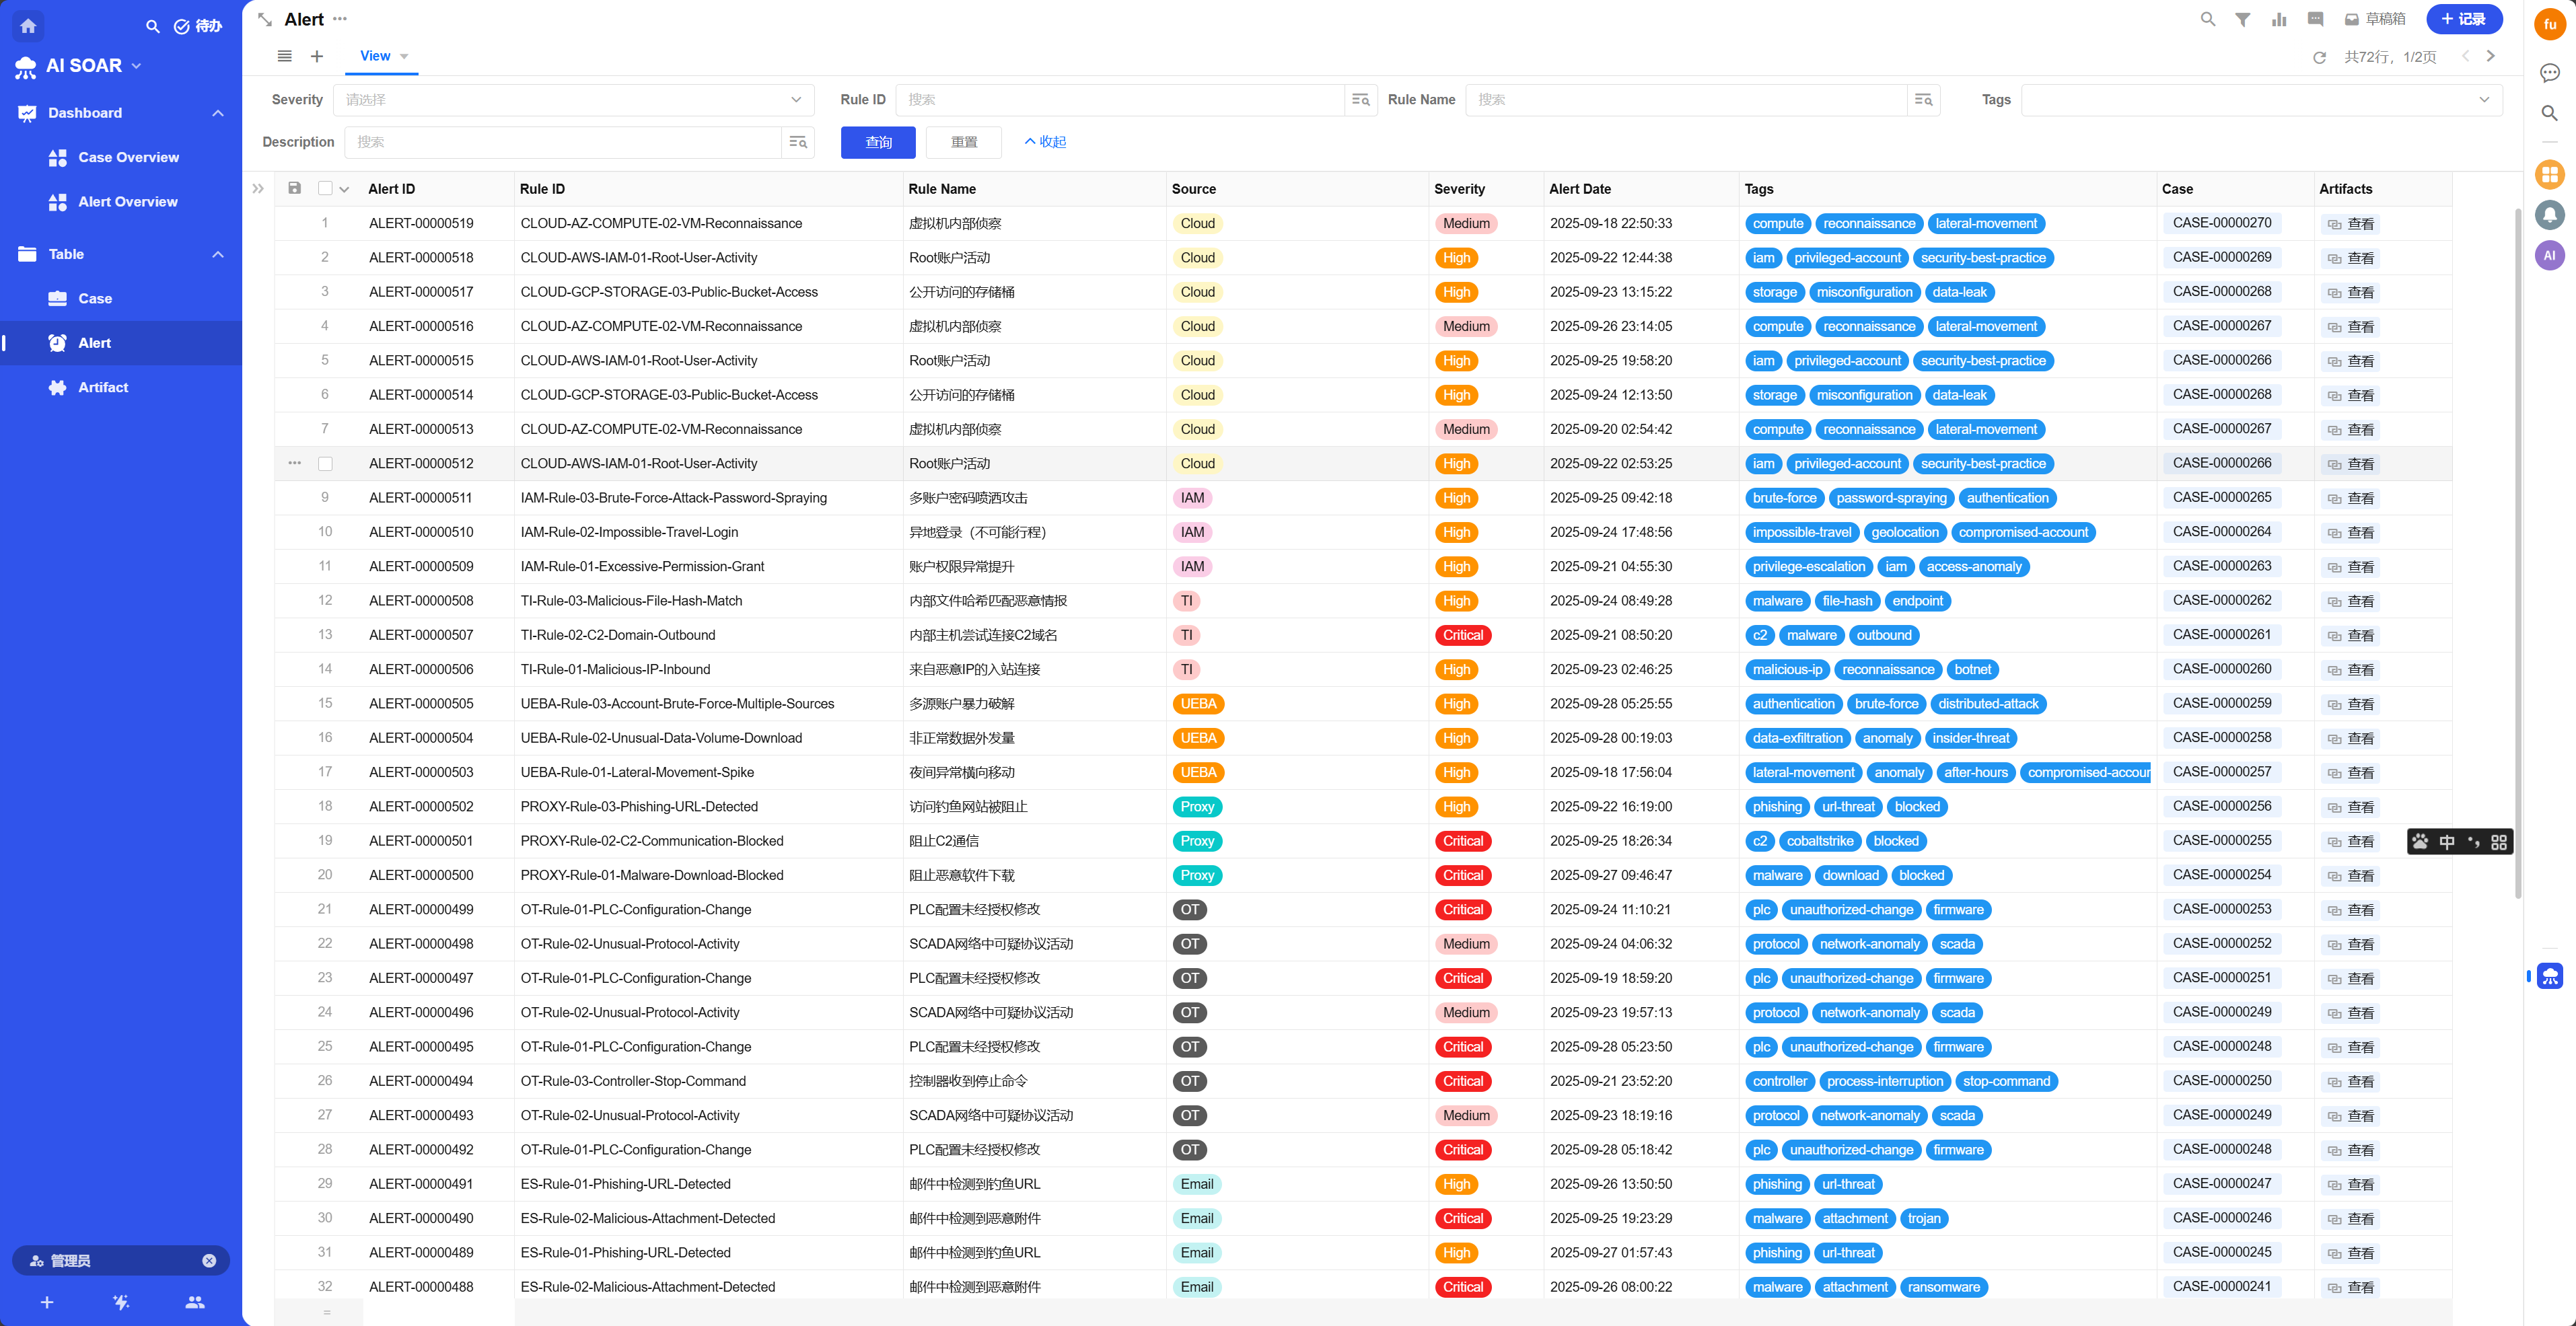 待办
Alert
草稿箱
+ 记录
fu
AI SOAR
View
共72行，1/2页
Dashboard
Severity 请选择 Rule ID 搜索 Rule Name 搜索 Tags
Description 搜索 查询 重置 收起
Case Overview
Alert Overview
Table
Case
Alert
Artifact
AI
Alert ID Rule ID Rule Name Source Severity Alert Date Tags Case Artifacts
1 ALERT-00000519 CLOUD-AZ-COMPUTE-02-VM-Reconnaissance 虚拟机内部侦察 Cloud Medium 2025-09-18 22:50:33 compute reconnaissance lateral-movement CASE-00000270 查看
2 ALERT-00000518 CLOUD-AWS-IAM-01-Root-User-Activity Root账户活动 Cloud High 2025-09-22 12:44:38 iam privileged-account security-best-practice CASE-00000269 查看
3 ALERT-00000517 CLOUD-GCP-STORAGE-03-Public-Bucket-Access 公开访问的存储桶 Cloud High 2025-09-23 13:15:22 storage misconfiguration data-leak CASE-00000268 查看
4 ALERT-00000516 CLOUD-AZ-COMPUTE-02-VM-Reconnaissance 虚拟机内部侦察 Cloud Medium 2025-09-26 23:14:05 compute reconnaissance lateral-movement CASE-00000267 查看
5 ALERT-00000515 CLOUD-AWS-IAM-01-Root-User-Activity Root账户活动 Cloud High 2025-09-25 19:58:20 iam privileged-account security-best-practice CASE-00000266 查看
6 ALERT-00000514 CLOUD-GCP-STORAGE-03-Public-Bucket-Access 公开访问的存储桶 Cloud High 2025-09-24 12:13:50 storage misconfiguration data-leak CASE-00000268 查看
7 ALERT-00000513 CLOUD-AZ-COMPUTE-02-VM-Reconnaissance 虚拟机内部侦察 Cloud Medium 2025-09-20 02:54:42 compute reconnaissance lateral-movement CASE-00000267 查看
ALERT-00000512 CLOUD-AWS-IAM-01-Root-User-Activity Root账户活动 Cloud High 2025-09-22 02:53:25 iam privileged-account security-best-practice CASE-00000266 查看
9 ALERT-00000511 IAM-Rule-03-Brute-Force-Attack-Password-Spraying 多账户密码喷洒攻击 IAM High 2025-09-25 09:42:18 brute-force password-spraying authentication CASE-00000265 查看
10 ALERT-00000510 IAM-Rule-02-Impossible-Travel-Login 异地登录（不可能行程） IAM High 2025-09-24 17:48:56 impossible-travel geolocation compromised-account CASE-00000264 查看
11 ALERT-00000509 IAM-Rule-01-Excessive-Permission-Grant 账户权限异常提升 IAM High 2025-09-21 04:55:30 privilege-escalation iam access-anomaly CASE-00000263 查看
12 ALERT-00000508 TI-Rule-03-Malicious-File-Hash-Match 内部文件哈希匹配恶意情报 TI High 2025-09-24 08:49:28 malware file-hash endpoint CASE-00000262 查看
13 ALERT-00000507 TI-Rule-02-C2-Domain-Outbound 内部主机尝试连接C2域名 TI Critical 2025-09-21 08:50:20 c2 malware outbound CASE-00000261 查看
14 ALERT-00000506 TI-Rule-01-Malicious-IP-Inbound 来自恶意IP的入站连接 TI High 2025-09-23 02:46:25 malicious-ip reconnaissance botnet CASE-00000260 查看
15 ALERT-00000505 UEBA-Rule-03-Account-Brute-Force-Multiple-Sources 多源账户暴力破解 UEBA High 2025-09-28 05:25:55 authentication brute-force distributed-attack CASE-00000259 查看
16 ALERT-00000504 UEBA-Rule-02-Unusual-Data-Volume-Download 非正常数据外发量 UEBA High 2025-09-28 00:19:03 data-exfiltration anomaly insider-threat CASE-00000258 查看
17 ALERT-00000503 UEBA-Rule-01-Lateral-Movement-Spike 夜间异常横向移动 UEBA High 2025-09-18 17:56:04 lateral-movement anomaly after-hours compromised-accour CASE-00000257 查看
18 ALERT-00000502 PROXY-Rule-03-Phishing-URL-Detected 访问钓鱼网站被阻止 Proxy High 2025-09-22 16:19:00 phishing url-threat blocked CASE-00000256 查看
19 ALERT-00000501 PROXY-Rule-02-C2-Communication-Blocked 阻止C2通信 Proxy Critical 2025-09-25 18:26:34 c2 cobaltstrike blocked CASE-00000255 查看 中
20 ALERT-00000500 PROXY-Rule-01-Malware-Download-Blocked 阻止恶意软件下载 Proxy Critical 2025-09-27 09:46:47 malware download blocked CASE-00000254 查看
21 ALERT-00000499 OT-Rule-01-PLC-Configuration-Change PLC配置未经授权修改 OT Critical 2025-09-24 11:10:21 plc unauthorized-change firmware CASE-00000253 查看
22 ALERT-00000498 OT-Rule-02-Unusual-Protocol-Activity SCADA网络中可疑协议活动 OT Medium 2025-09-24 04:06:32 protocol network-anomaly scada CASE-00000252 查看
23 ALERT-00000497 OT-Rule-01-PLC-Configuration-Change PLC配置未经授权修改 OT Critical 2025-09-19 18:59:20 plc unauthorized-change firmware CASE-00000251 查看
24 ALERT-00000496 OT-Rule-02-Unusual-Protocol-Activity SCADA网络中可疑协议活动 OT Medium 2025-09-23 19:57:13 protocol network-anomaly scada CASE-00000249 查看
25 ALERT-00000495 OT-Rule-01-PLC-Configuration-Change PLC配置未经授权修改 OT Critical 2025-09-28 05:23:50 plc unauthorized-change firmware CASE-00000248 查看
26 ALERT-00000494 OT-Rule-03-Controller-Stop-Command 控制器收到停止命令 OT Critical 2025-09-21 23:52:20 controller process-interruption stop-command CASE-00000250 查看
27 ALERT-00000493 OT-Rule-02-Unusual-Protocol-Activity SCADA网络中可疑协议活动 OT Medium 2025-09-23 18:19:16 protocol network-anomaly scada CASE-00000249 查看
28 ALERT-00000492 OT-Rule-01-PLC-Configuration-Change PLC配置未经授权修改 OT Critical 2025-09-28 05:18:42 plc unauthorized-change firmware CASE-00000248 查看
29 ALERT-00000491 ES-Rule-01-Phishing-URL-Detected 邮件中检测到钓鱼URL Email High 2025-09-26 13:50:50 phishing url-threat CASE-00000247 查看
30 ALERT-00000490 ES-Rule-02-Malicious-Attachment-Detected 邮件中检测到恶意附件 Email Critical 2025-09-25 19:23:29 malware attachment trojan CASE-00000246 查看
31 ALERT-00000489 ES-Rule-01-Phishing-URL-Detected 邮件中检测到钓鱼URL Email High 2025-09-27 01:57:43 phishing url-threat CASE-00000245 查看
32 ALERT-00000488 ES-Rule-02-Malicious-Attachment-Detected 邮件中检测到恶意附件 Email Critical 2025-09-26 08:00:22 malware attachment ransomware CASE-00000241 查看
管理员